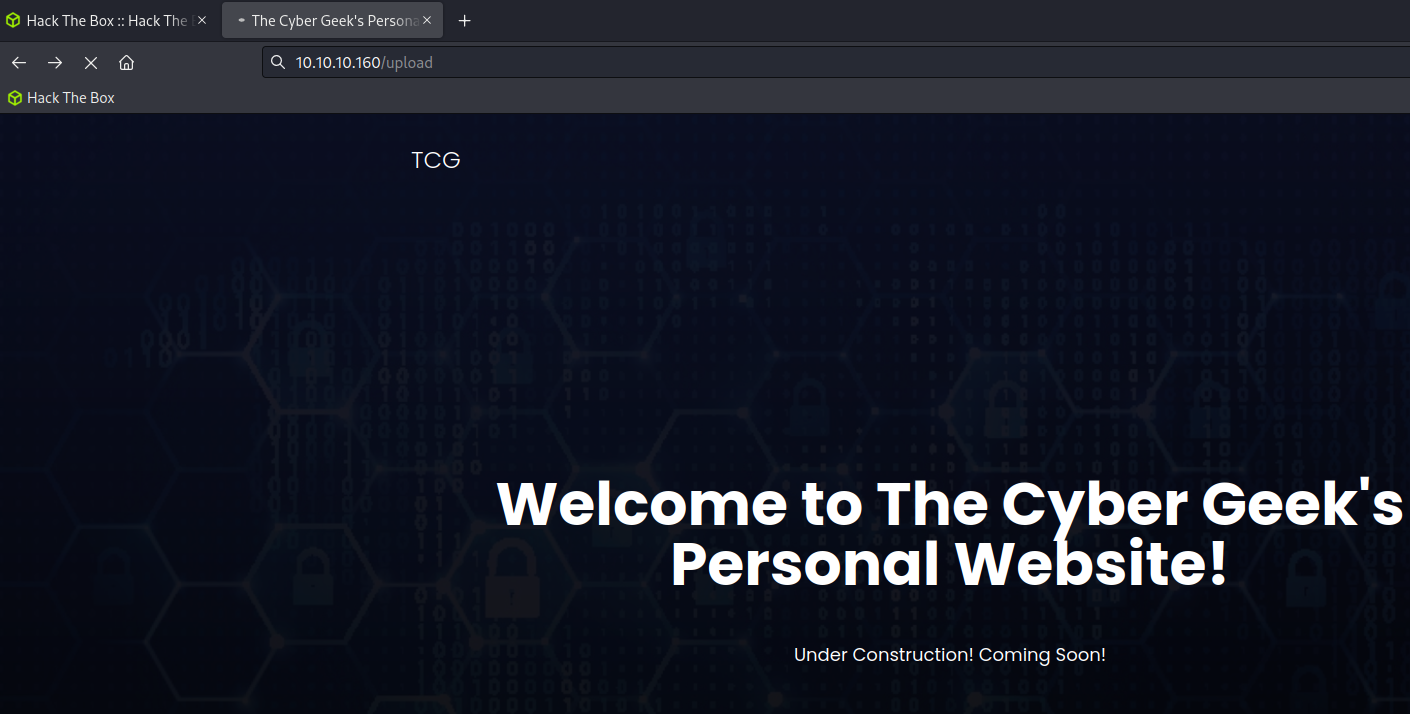 Hack The Box :: Hack The
The Cyber Geek's Persona
10.10.10.160/upload
Hack The Box
TCG
Welcome to The Cyber Geek's
Personal Website!
Under Construction! Coming Soon!